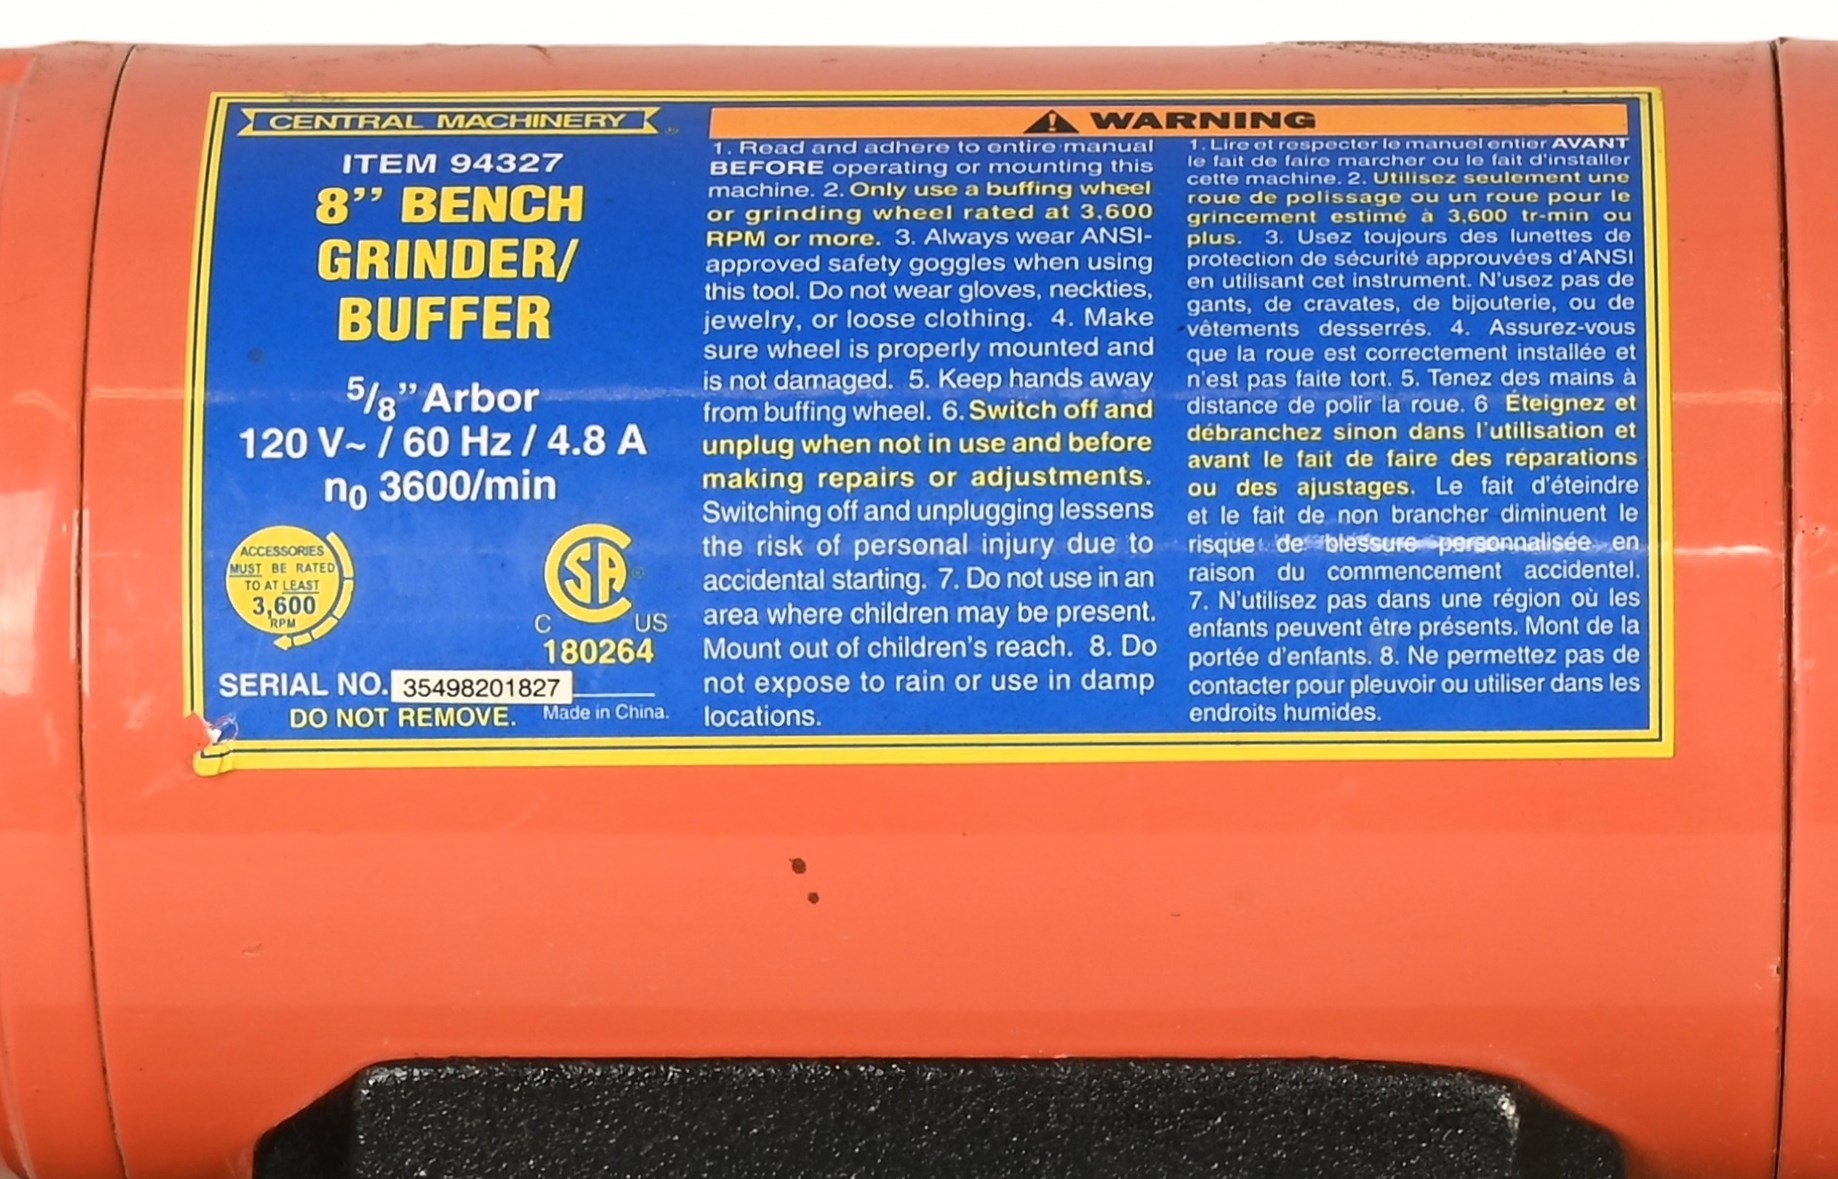 CENTRAL MACHINERY
ITEM 94327
8” BENCH
GRINDER/
BUFFER
5/8” Arbor
120 V~ / 60 Hz / 4.8 A
n0 3600/min
ACCESSORIES
MUST BE RATED
TO AT LEAST
3,600
RPM
SA
C US
180264
SERIAL NO. 35498201827
DO NOT REMOVE. Made in China.
WARNING
1. Read and adhere to entire manual
BEFORE operating or mounting this
machine. 2. Only use a buffing wheel
or grinding wheel rated at 3,600
RPM or more. 3. Always wear ANSI-
approved safety goggles when using
this tool. Do not wear gloves, neckties,
jewelry, or loose clothing. 4. Make
sure wheel is properly mounted and
is not damaged. 5. Keep hands away
from buffing wheel. 6. Switch off and
unplug when not in use and before
making repairs or adjustments.
Switching off and unplugging lessens
the risk of personal injury due to
accidental starting. 7. Do not use in an
area where children may be present.
Mount out of children’s reach. 8. Do
not expose to rain or use in damp
locations.
1. Lire et respecter le manuel entier AVANT
le fait de faire marcher ou le fait d’installer
cette machine. 2. Utilisez seulement une
roue de polissage ou un roue pour le
grincement estimé à 3,600 tr-min ou
plus. 3. Usez toujours des lunettes de
protection de sécurité approuvées d’ANSI
en utilisant cet instrument. N’usez pas de
gants, de cravates, de bijouterie, ou de
vêtements desserrés. 4. Assurez-vous
que la roue est correctement installée et
n’est pas faite tort. 5. Tenez des mains à
distance de polir la roue. 6 Éteignez et
débranchez sinon dans l’utilisation et
avant le fait de faire des réparations
ou des ajustages. Le fait d’éteindre
et le fait de non brancher diminuent le
risque de blessure personnalisée en
raison du commencement accidentel.
7. N’utilisez pas dans une région où les
enfants peuvent être présents. Mont de la
portée d’enfants. 8. Ne permettez pas de
contacter pour pleuvoir ou utiliser dans les
endroits humides.